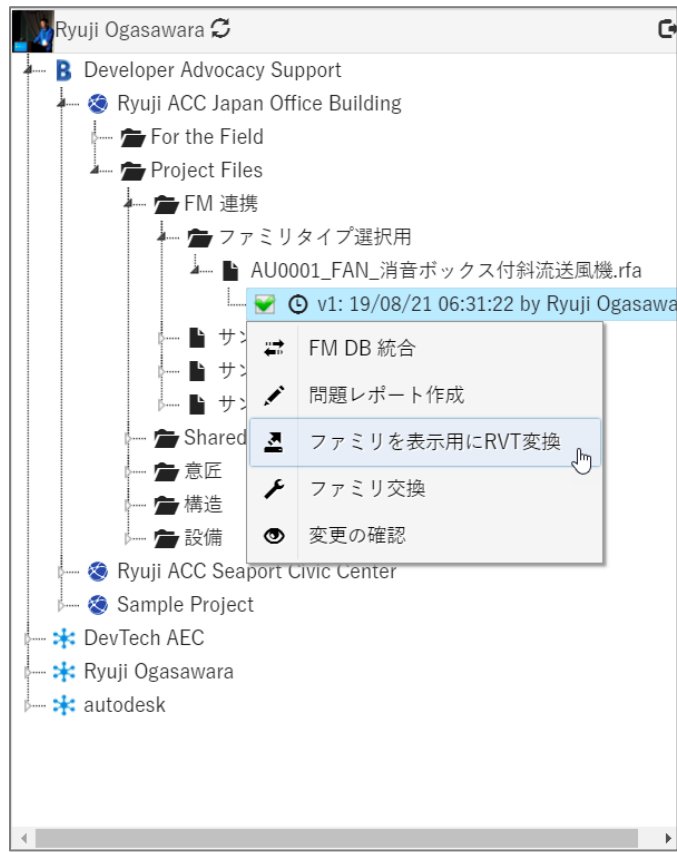 Ryuji Ogasawara
B Developer Advocacy Support
Ryuji ACC Japan Office Building
For the Field
Project Files
FM 連携
ファミリタイプ選択用
AU0001_FAN_消音ボックス付斜流送風機.rfa
v1: 19/08/21 06:31:22 by Ryuji Ogasawa
サン
FM DB 統合
サン
問題レポート作成
サン
Shared
ファミリを表示用にRVT変換
意匠
ファミリ交換
構造
設備
変更の確認
Ryuji ACC Seaport Civic Center
Sample Project
DevTech AEC
Ryuji Ogasawara
autodesk